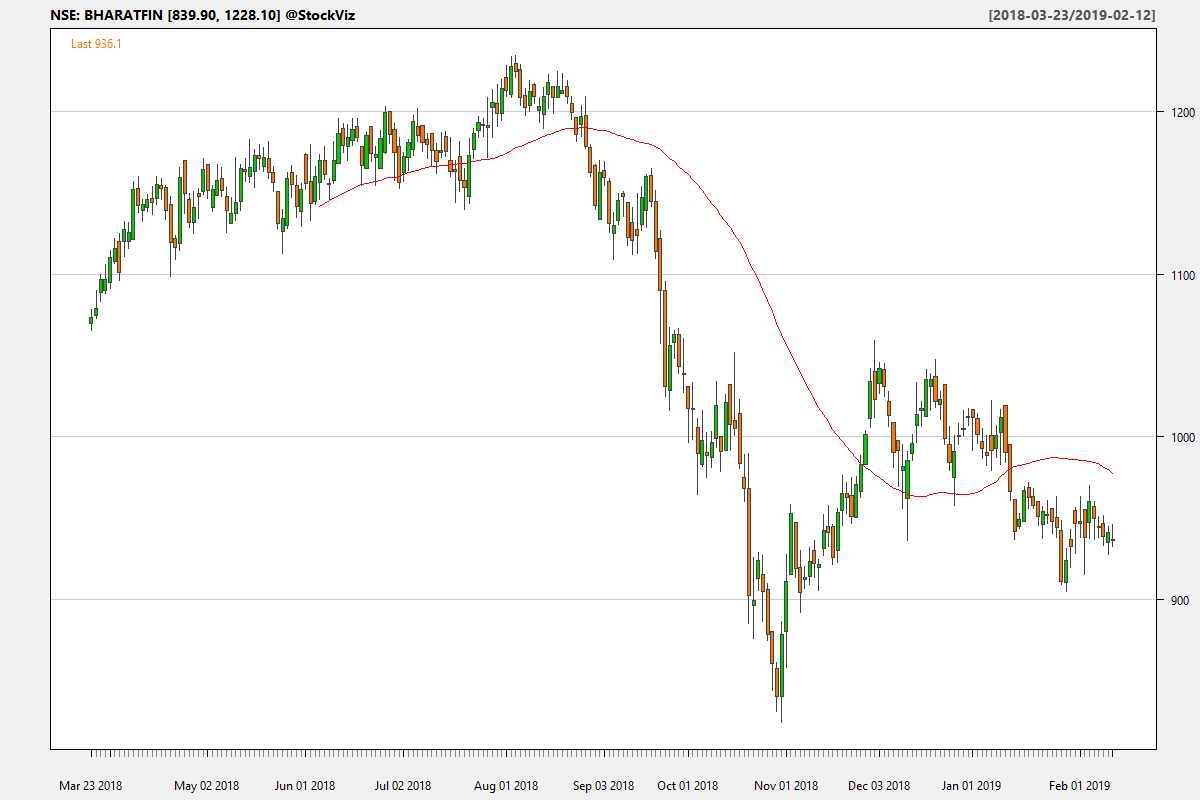 NSE: BHARATFIN [839.90, 1228.10] @StockViz [2018-03-23/2019-02-12]
Last 936.1
1200
1100
1000
900
Mar 23 2018 May 02 2018 Jun 01 2018 Jul 02 2018 Aug 01 2018 Sep 03 2018 Oct 01 2018 Nov 01 2018 Dec 03 2018 Jan 01 2019 Feb 01 2019